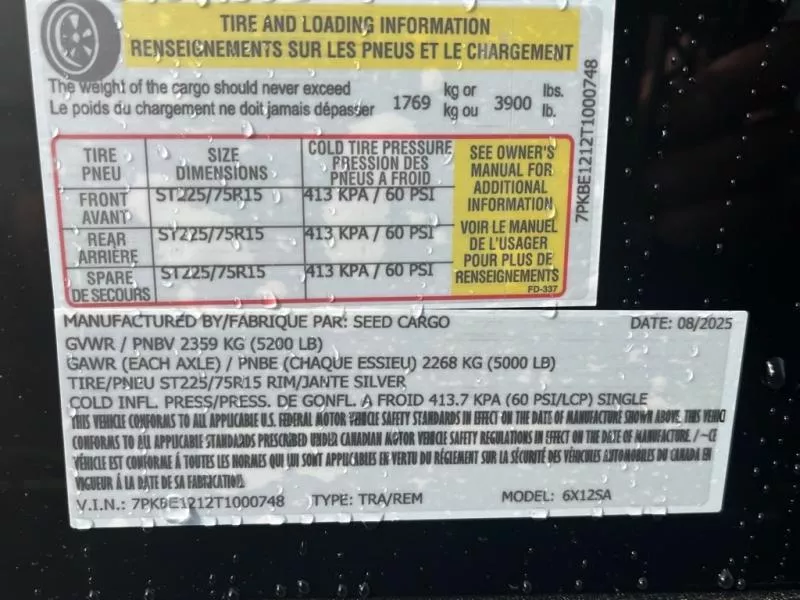 TIRE AND LOADING INFORMATION
RENSEIGNEMENTS SUR LES PNEUS ET LE CHARGEMENT
The weight of the cargo should never exceed kg or lbs.
Le poids du chargement ne doit jamais dépasser 1769 kg ou 3900 lb.
TIRE PNEU SIZE DIMENSIONS COLD TIRE PRESSURE PRESSION DES PNEUS A FROID
FRONT AVANT ST225/75R15 413 KPA / 60 PSI
REAR ARRIÈRE ST225/75R15 413 KPA / 60 PSI
SPARE DE SECOURS ST225/75R15 413 KPA / 60 PSI
SEE OWNER'S
MANUAL FOR
ADDITIONAL
INFORMATION
VOIR LE MANUEL
DE L'USAGER
POUR PLUS DE
RENSEIGNEMENTS
FD-337
7PKBE1212T1000748
MANUFACTURED BY/FABRIQUE PAR: SEED CARGO DATE: 08/2025
GVWR / PNBV 2359 KG (5200 LB)
GAWR (EACH AXLE) / PNBE (CHAQUE ESSIEU) 2268 KG (5000 LB)
TIRE/PNEU ST225/75R15 RIM/JANTE SILVER
COLD INFL. PRESS/PRESS. DE GONFL. A FROID 413.7 KPA (60 PSI/LCP) SINGLE
THIS VEHICLE CONFORMS TO ALL APPLICABLE U.S. FEDERAL MOTOR VEHICLE SAFETY STANDARDS IN EFFECT ON THE DATE OF MANUFACTURE SHOWN ABOVE. THIS VEHICL
CONFORMS TO ALL APPLICABLE STANDARDS PRESCRIBED UNDER CANADIAN MOTOR VEHICLE SAFETY REGULATIONS IN EFFECT ON THE DATE OF MANUFACTURE. / ~CE
VÉHICLE EST CONFORME À TOUTES LES NORMES QUI LUI SONT APPLICABLES EN VERTU DU RÈGLEMENT SUR LA SÉCURITÉ DES VÉHICULES AUTOMOBILES DU CANADA EN
VIGUEUR À LA DATE DE SA FABRICATION.
V.I.N.: 7PKBE1212T1000748 TYPE: TRA/REM MODEL: 6X12SA